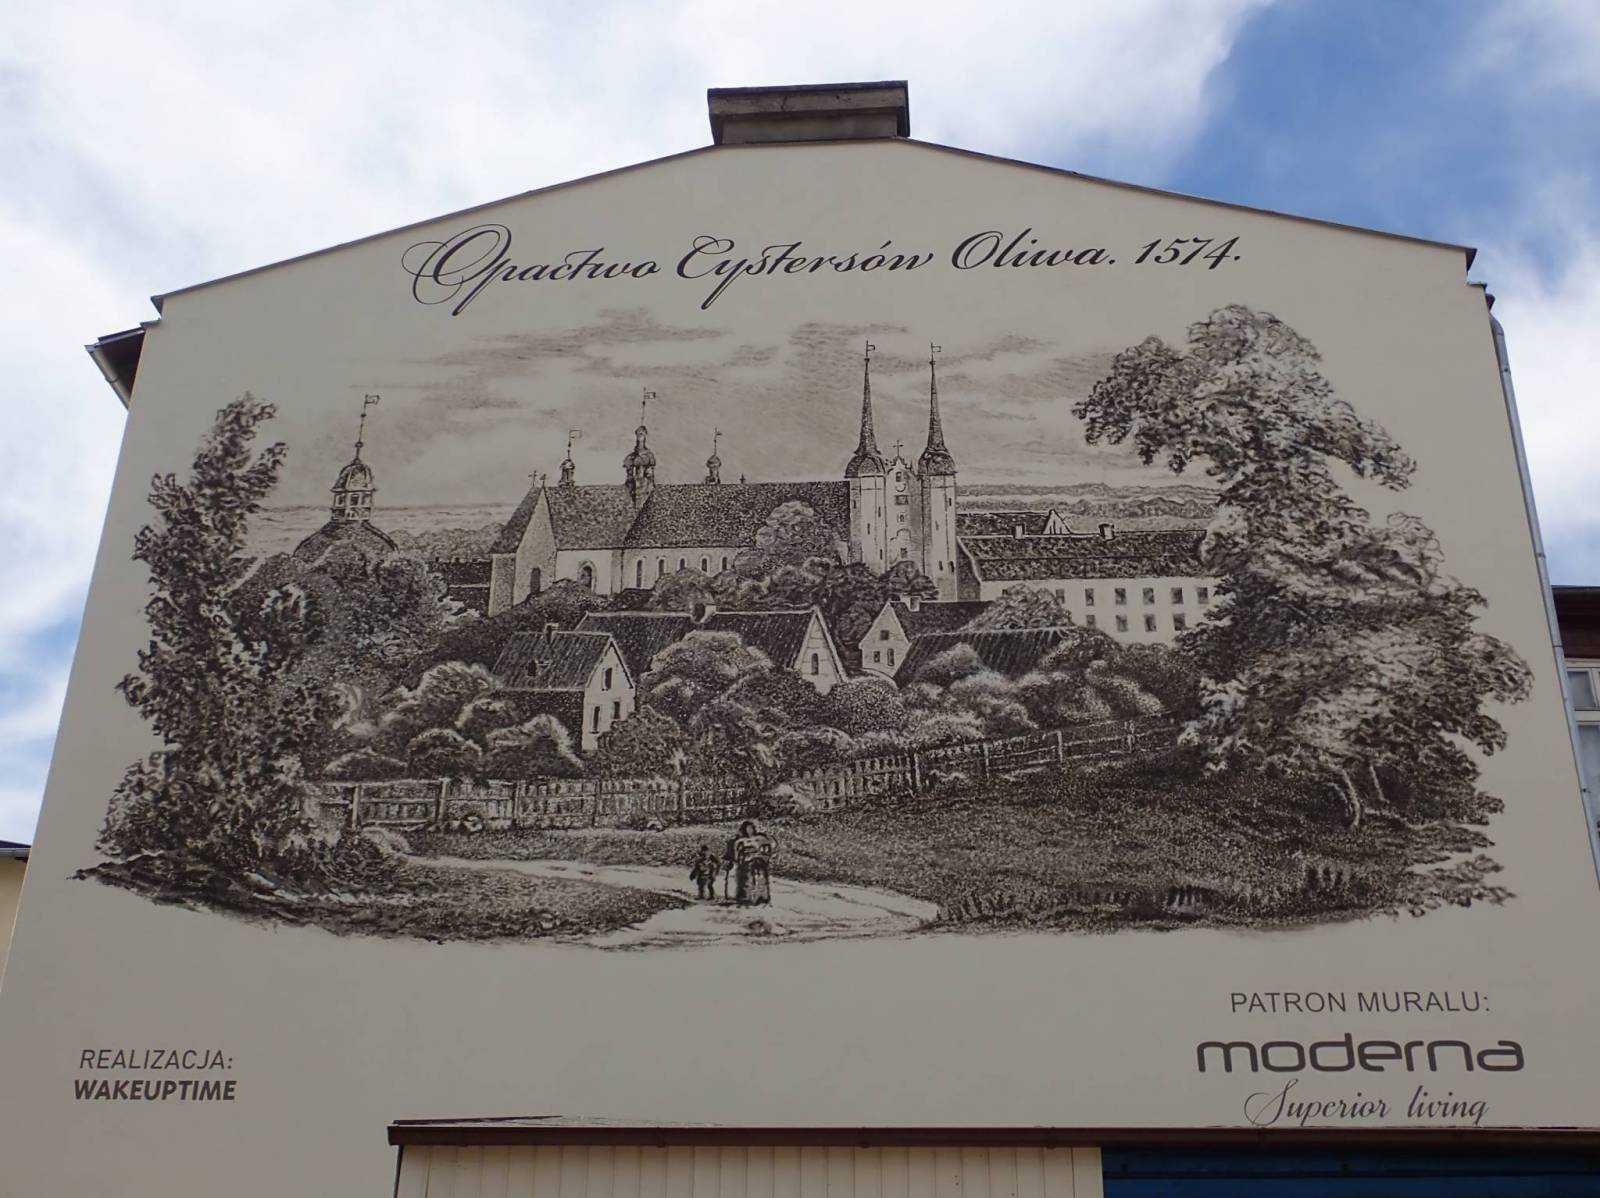 Opactwo Cystersów Oliwa. 1574.
PATRON MURALU:
moderna
Superior living
REALIZACJA:
WAKEUPTIME